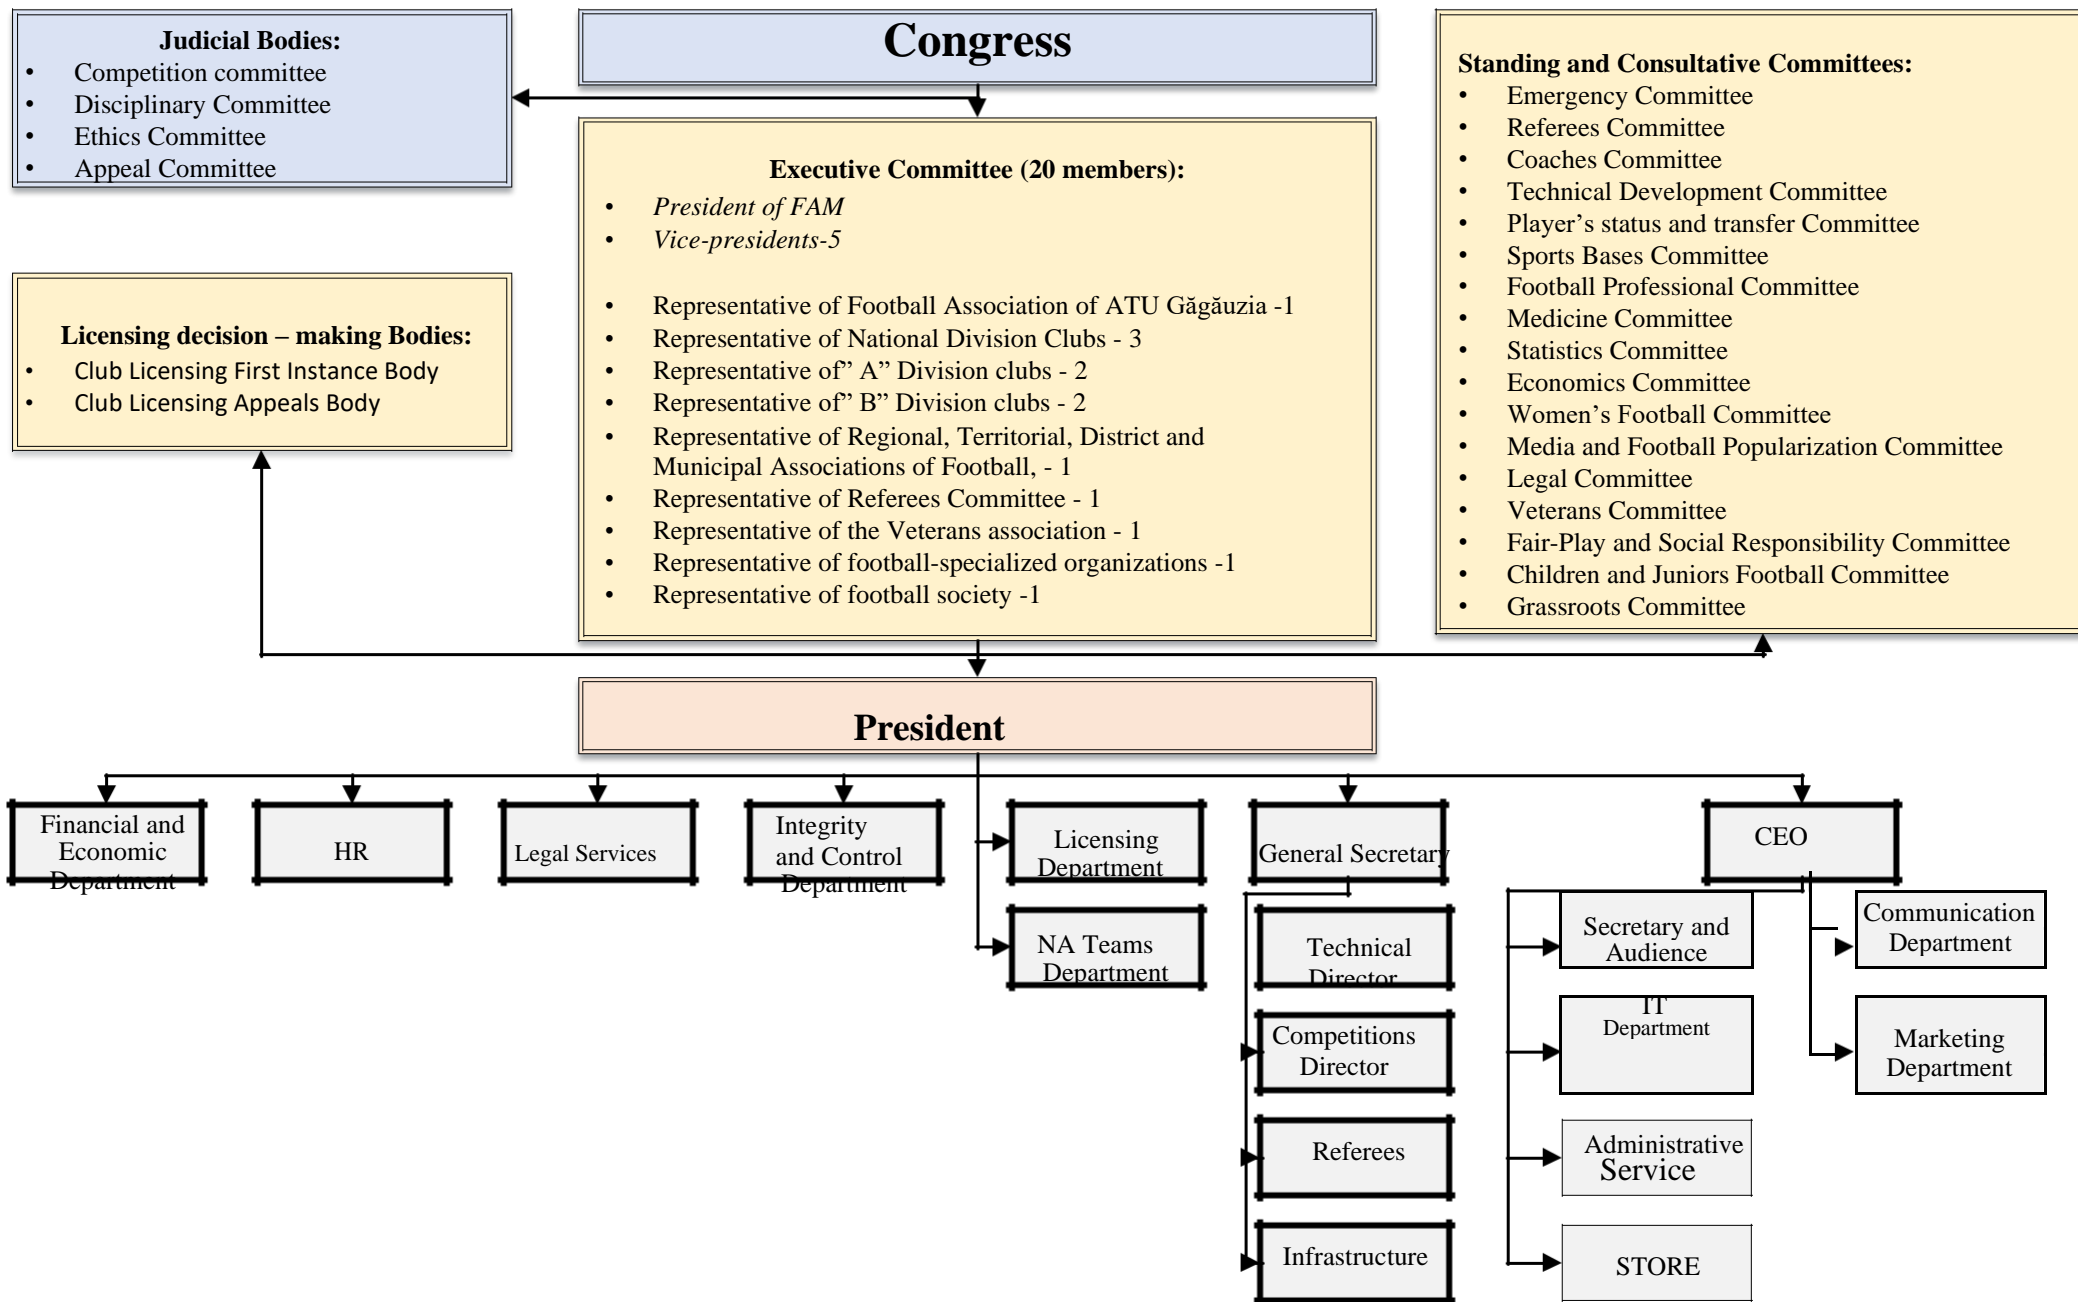 Judicial Bodies:
• Competition committee
• Disciplinary Committee
• Ethics Committee
• Appeal Committee
Congress
Standing and Consultative Committees:
• Emergency Committee
• Referees Committee
• Coaches Committee
• Technical Development Committee
• Player’s status and transfer Committee
• Sports Bases Committee
• Football Professional Committee
• Medicine Committee
• Statistics Committee
• Economics Committee
• Women’s Football Committee
• Media and Football Popularization Committee
• Legal Committee
• Veterans Committee
• Fair-Play and Social Responsibility Committee
• Children and Juniors Football Committee
• Grassroots Committee
Executive Committee (20 members):
• President of FAM
• Vice-presidents-5
• Representative of Football Association of ATU Găgăuzia -1
• Representative of National Division Clubs - 3
• Representative of” A” Division clubs - 2
• Representative of” B” Division clubs - 2
• Representative of Regional, Territorial, District and
Municipal Associations of Football, - 1
• Representative of Referees Committee - 1
• Representative of the Veterans association - 1
• Representative of football-specialized organizations -1
• Representative of football society -1
Licensing decision – making Bodies:
• Club Licensing First Instance Body
• Club Licensing Appeals Body
President
Financial and
Economic
Department
HR
Legal Services
Integrity
and Control
Department
Licensing
Department
General Secretary
CEO
NA Teams
Department
Technical
Director
Secretary and
Audience
Communication
Department
Competitions
Director
IT
Department
Marketing
Department
Referees
Administrative
Service
Infrastructure
STORE